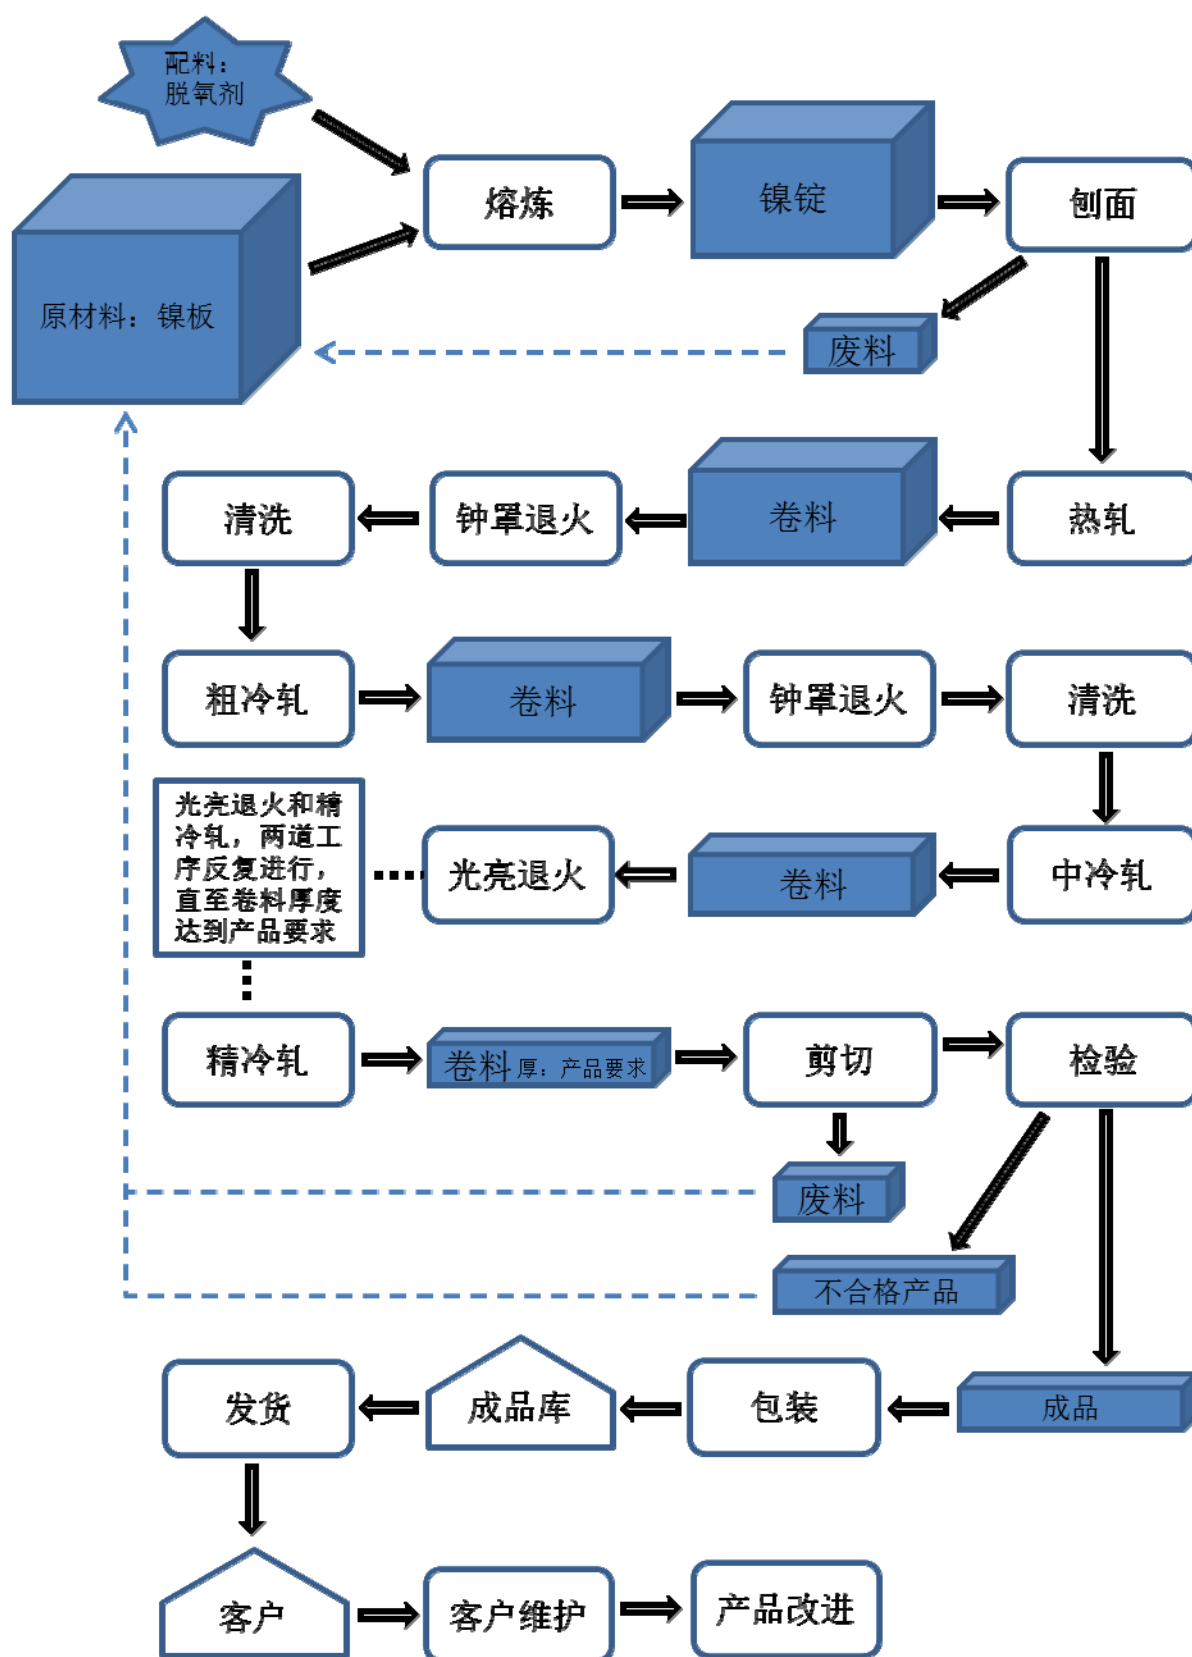 配料：
脱氧剂
熔炼
镍锭
刨面
原材料：镍板
废料
清洗
钟罩退火
卷料
热轧
粗冷轧
卷料
钟罩退火
清洗
光亮退火和精
冷轧，两道工
序反复进行，
直至卷料厚度
达到产品要求
光亮退火
卷料
中冷轧
精冷轧
卷料 厚：产品要求
剪切
检验
废料
不合格产品
发货
成品库
包装
成品
客户
客户维护
产品改进